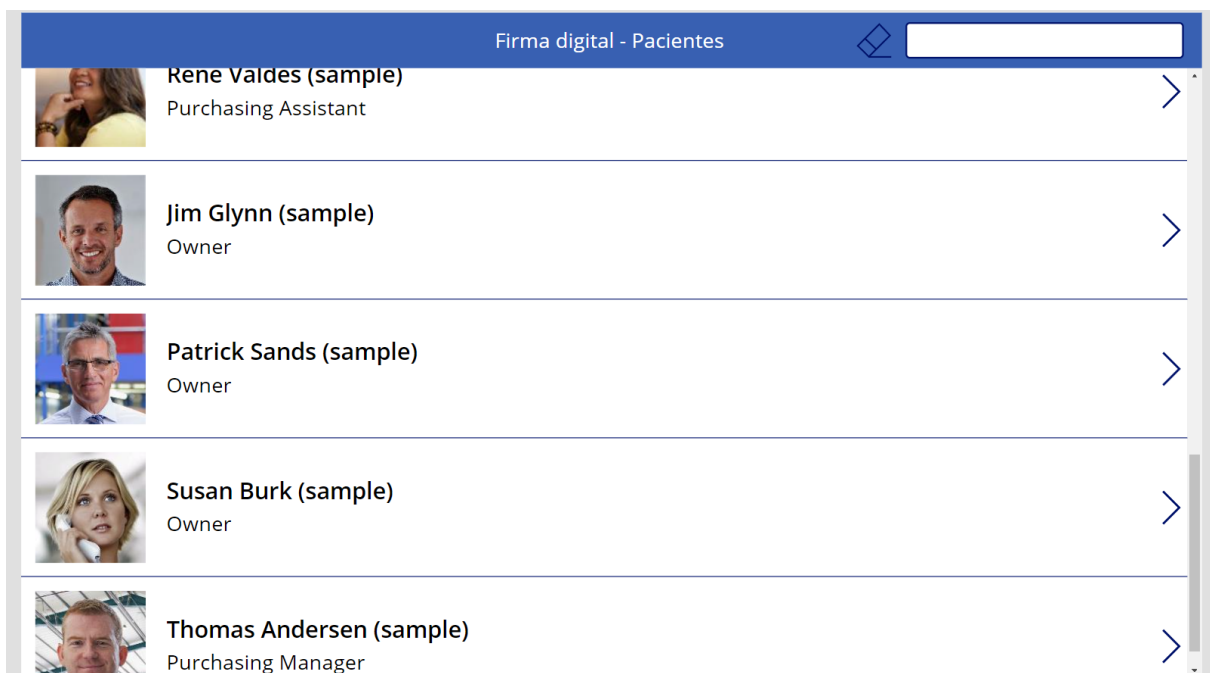 Firma digital - Pacientes
Rene Valdes (sample)
Purchasing Assistant
Jim Glynn (sample)
Owner
Patrick Sands (sample)
Owner
Susan Burk (sample)
Owner
Thomas Andersen (sample)
Purchasing Manager